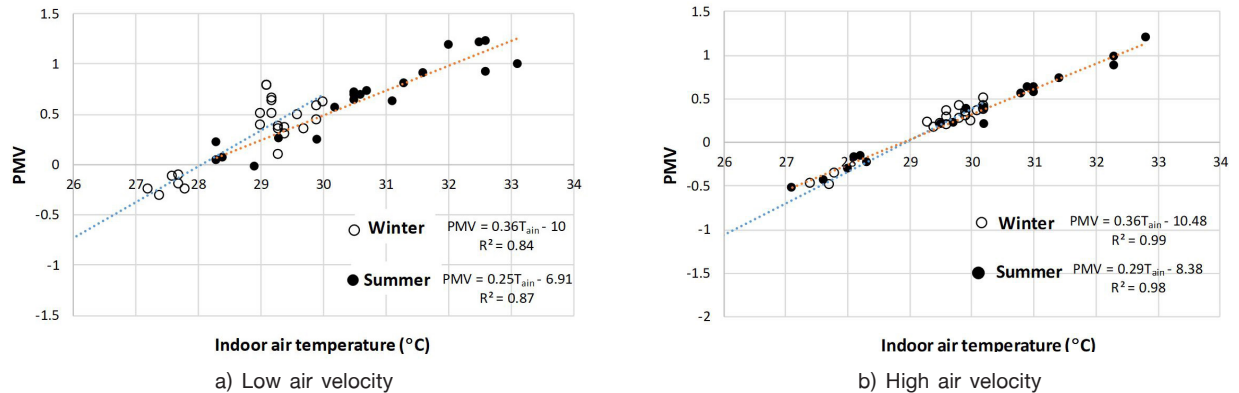 1.5
1
0.5
0
-0.5
-1
-1.5
PMV
26 27 28 29 30 31 32 33 34
Winter PMV = 0.36Tain - 10
R² = 0.84
Summer PMV = 0.25Tain - 6.91
R² = 0.87
Indoor air temperature (°C)
a) Low air velocity
1.5
1
0.5
0
-0.5
-1
-1.5
-2
PMV
26 27 28 29 30 31 32 33 34
Winter PMV = 0.36Tain - 10.48
R² = 0.99
Summer PMV = 0.29Tain - 8.38
R² = 0.98
Indoor air temperature (°C)
b) High air velocity